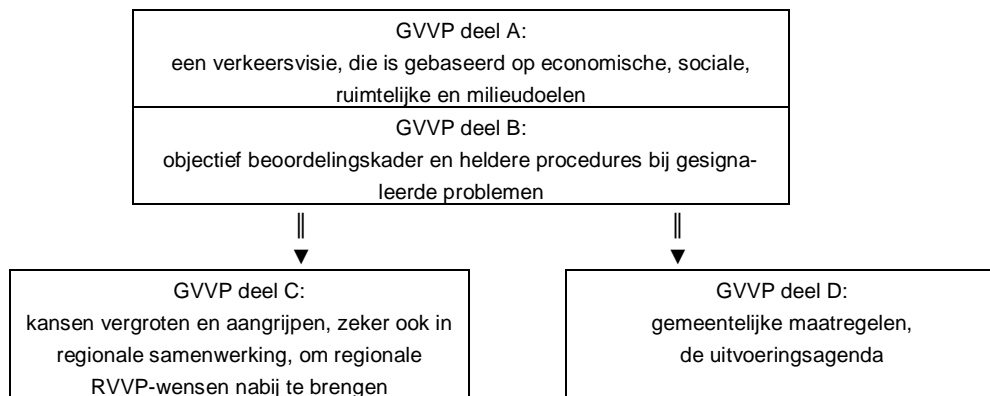 GVVP deel A:
een verkeersvisie, die is gebaseerd op economische, sociale,
ruimtelijke en milieudoelen
GVVP deel B:
objectief beoordelingskader en heldere procedures bij gesigna-
leerde problemen
GVVP deel C:
kansen vergroten en aangrijpen, zeker ook in
regionale samenwerking, om regionale
RVVP-wensen nabij te brengen
GVVP deel D:
gemeentelijke maatregelen,
de uitvoeringsagenda